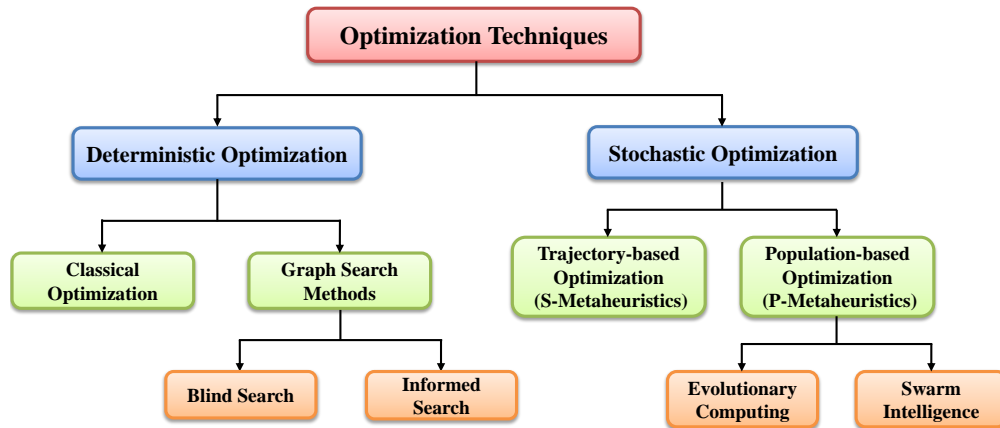 Optimization Techniques
Deterministic Optimization
Stochastic Optimization
Classical
Optimization
Graph Search
Methods
Trajectory-based
Optimization
(S-Metaheuristics)
Population-based
Optimization
(P-Metaheuristics)
Blind Search
Informed
Search
Evolutionary
Computing
Swarm
Intelligence